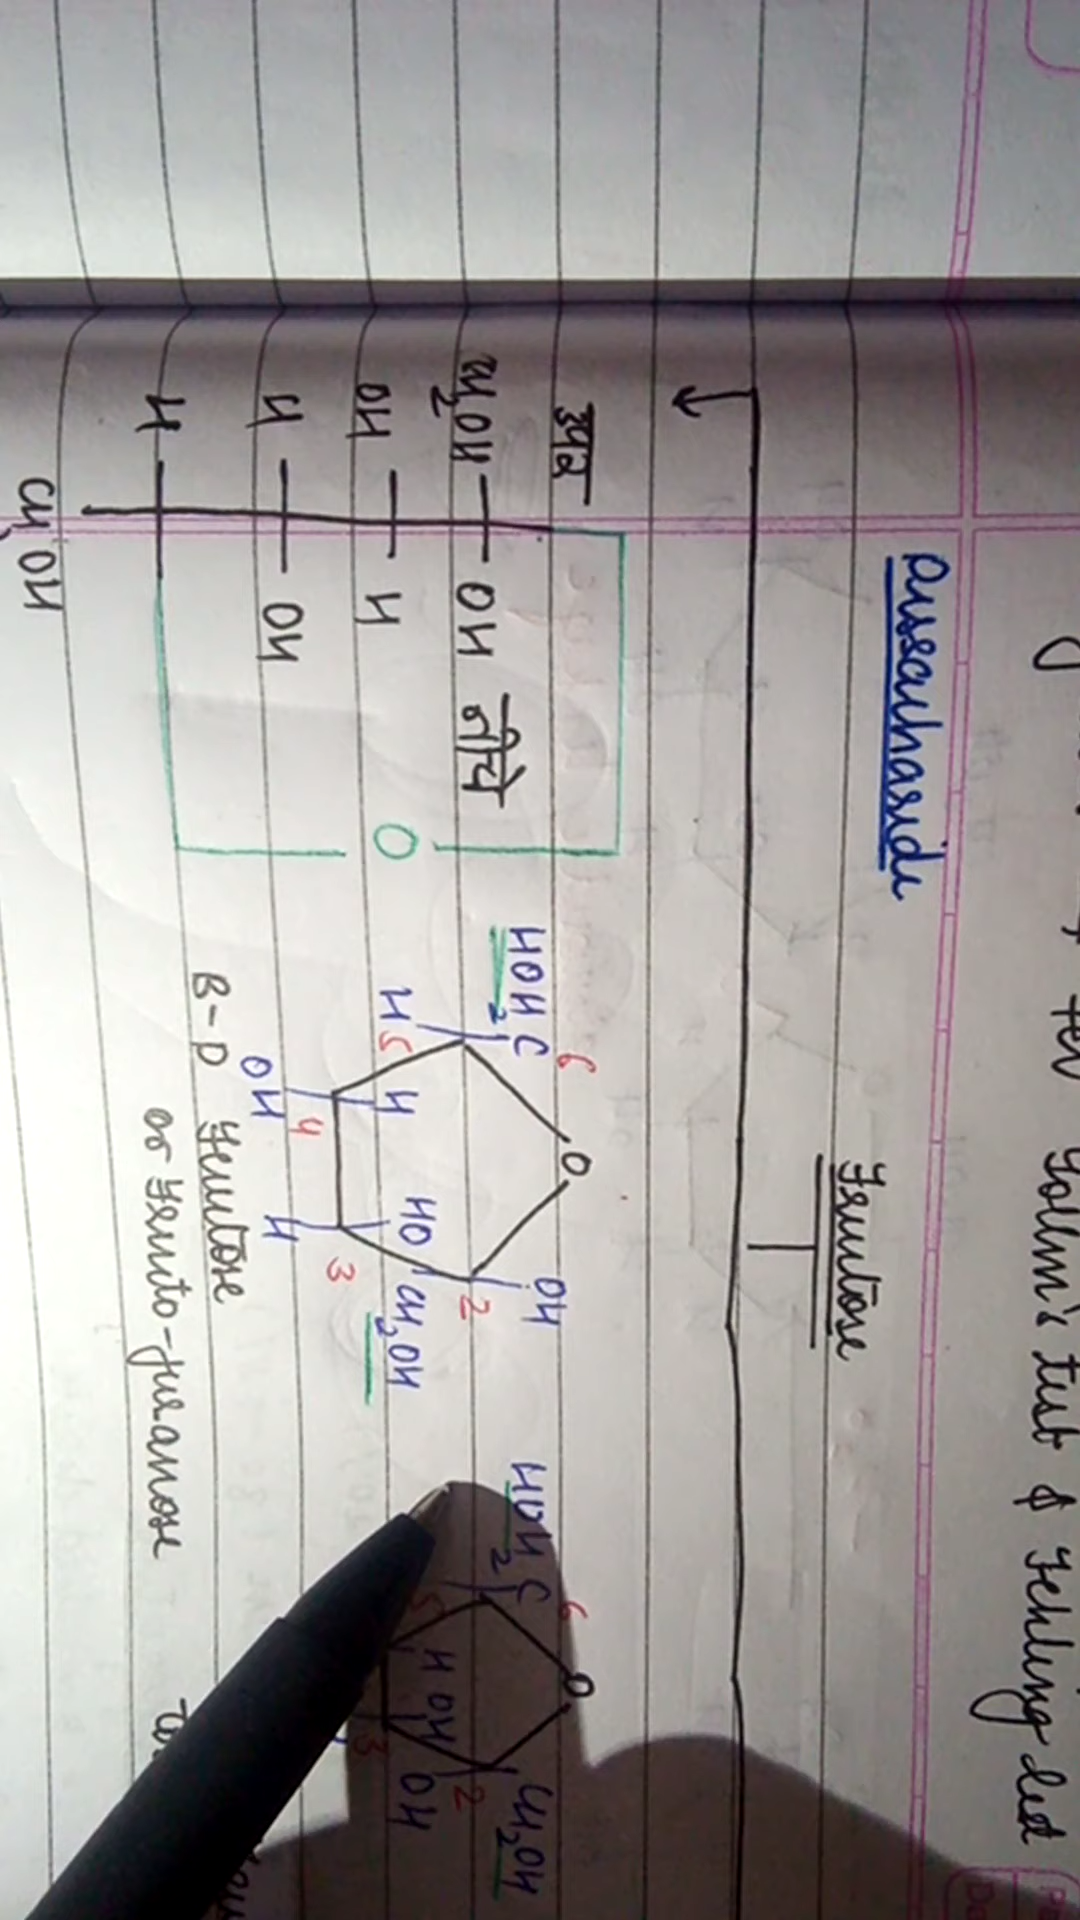 Yollm's test & Fehling test
Disaccharide
Fructose
ऊपर
CH2OH OH नीचे
OH H
H OH
H
CH2OH
O
6
HOH2C O OH
H 5 H HO CH2OH 2
OH 4 H 3
B-D Fructose
or Fructo-furanose
6
HOH2C O CH2OH
5 H OH OH 2
3